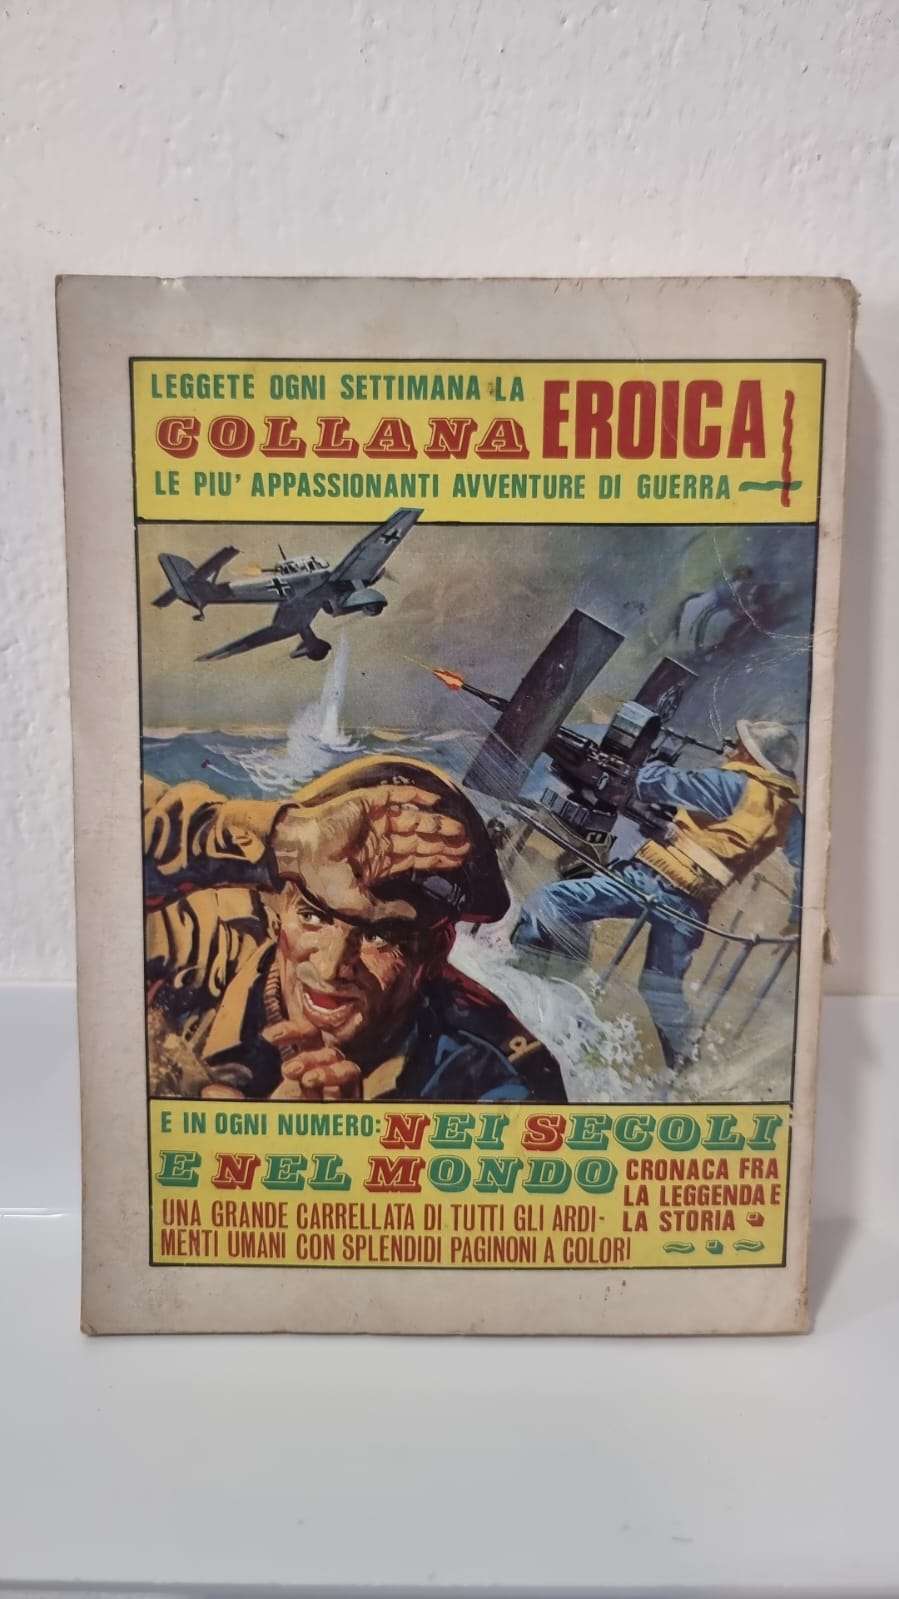 LEGGETE OGNI SETTIMANA LA
COLLANA EROICA
LE PIU' APPASSIONANTI AVVENTURE DI GUERRA
E IN OGNI NUMERO: NEI SECOLI
E NEL MONDO CRONACA FRA
LA LEGGENDA E
LA STORIA
UNA GRANDE CARRELLATA DI TUTTI GLI ARDI-
MENTI UMANI CON SPLENDIDI PAGINONI A COLORI